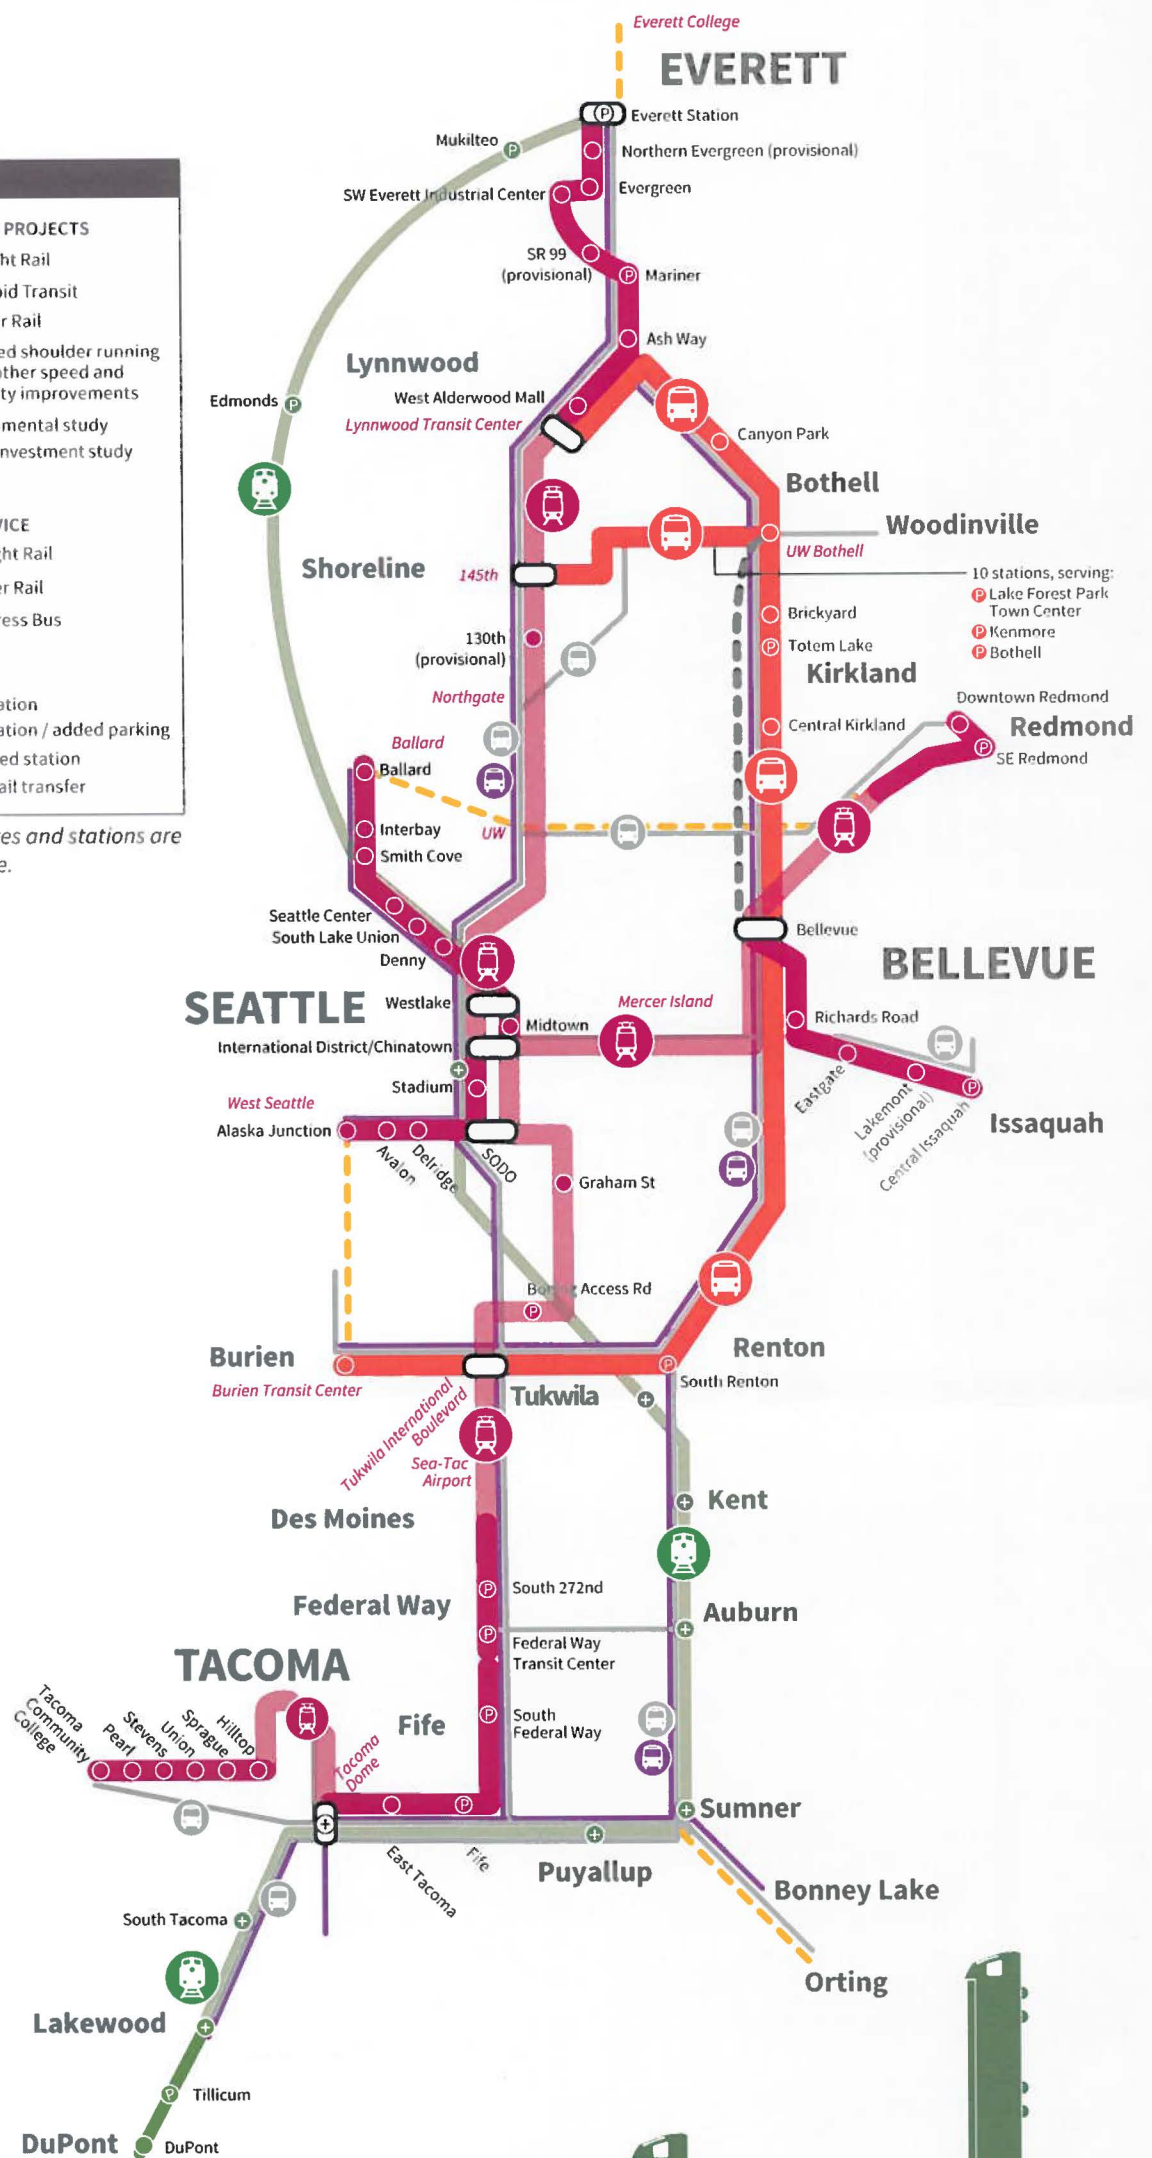 Everett College
EVERETT
Everett Station
Mukilteo
Northern Evergreen (provisional)
Evergreen
SW Everett Industrial Center
SR 99
(provisional)
Mariner
Ash Way
Lynnwood
West Alderwood Mall
Lynnwood Transit Center
Edmonds
Canyon Park
Bothell
Woodinville
UW Bothell
Shoreline
145th
10 stations, serving:
Lake Forest Park
Town Center
Kenmore
Bothell
130th
(provisional)
Brickyard
Totem Lake
Kirkland
Northgate
Downtown Redmond
Redmond
SE Redmond
Central Kirkland
Ballard
Ballard
Interbay
Smith Cove
UW
Seattle Center
South Lake Union
Denny
Bellevue
BELLEVUE
SEATTLE
Westlake
Midtown
Mercer Island
International District/Chinatown
Richards Road
Stadium
Eastgate
Lakemont
(provisional)
Central Issaquah
Issaquah
West Seattle
Alaska Junction
Avalon
Delridge
SODO
Graham St
Boeing Access Rd
Burien
Burien Transit Center
Renton
South Renton
Tukwila
Tukwila International
Boulevard
Sea-Tac
Airport
Des Moines
Kent
South 272nd
Federal Way
Auburn
Federal Way
Transit Center
TACOMA
Tacoma
Community
College
Pearl
Stevens
Union
Sprague
Hilltop
Fife
South
Federal Way
Tacoma
Dome
Sumner
East Tacoma
Fife
Puyallup
Bonney Lake
South Tacoma
Orting
Lakewood
Tillicum
DuPont
DuPont
PROJECTS
ht Rail
oid Transit
r Rail
ed shoulder running
ther speed and
ty improvements
mental study
nvestment study
ICE
ght Rail
er Rail
ress Bus
ation
ation / added parking
ed station
ail transfer
es and stations are
e.